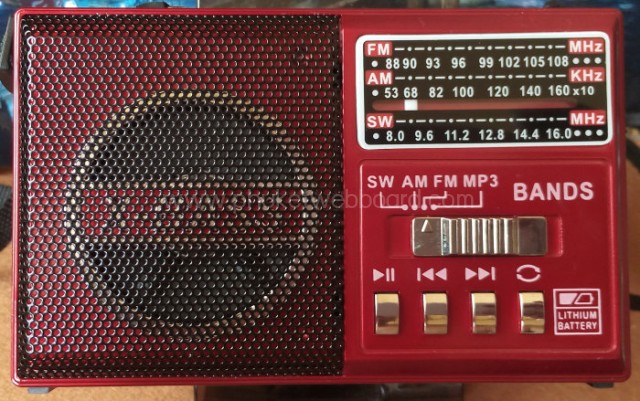 FM MHz
88 90 93 96 99 102 105 108
AM KHz
53 68 82 100 120 140 160 x10
SW MHz
8.0 9.6 11.2 12.8 14.4 16.0
SW AM FM MP3
BANDS
LITHIUM
BATTERY